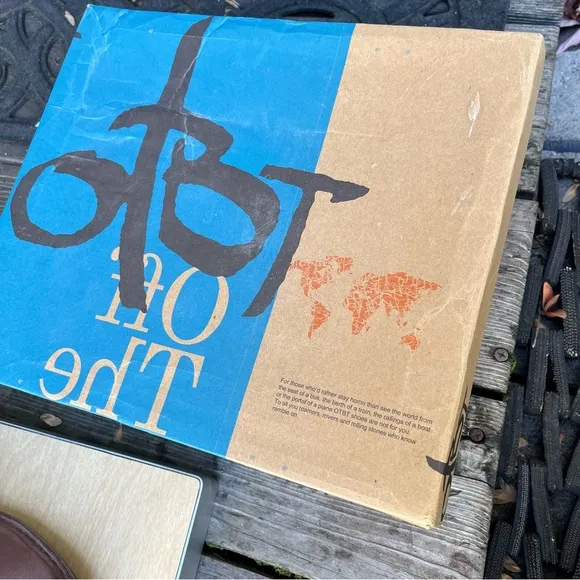 OTBT
Off
The
For those who'd rather stay home than see the world from
the seat of a bus, the berth of a train, the railings of a boat
or the portal of a plane OTBT shoes are not for you.
To all you roamers, rovers and rolling stones who know
ramble on.